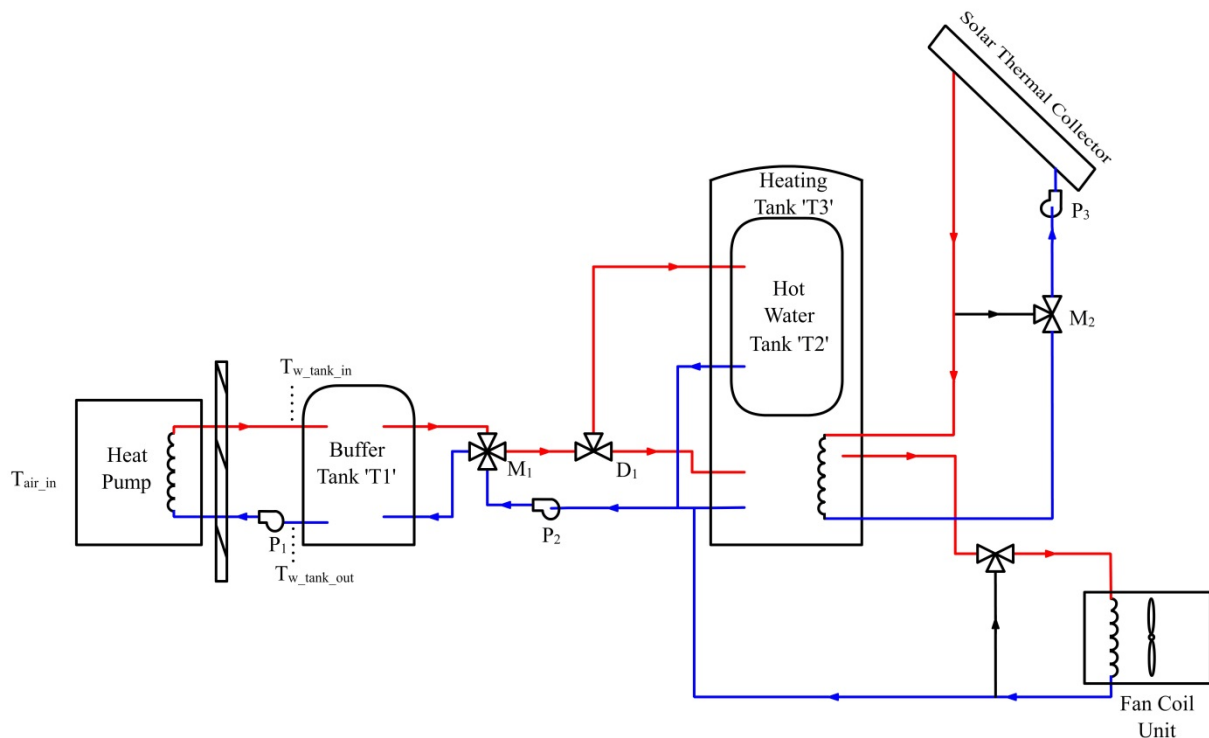 Solar Thermal Collector
Heating
Tank 'T3'
P3
Hot
Water
Tank 'T2'
M2
Tw_tank_in
Heat
Pump
Buffer
Tank 'T1'
M1
D1
Tair_in
P1
P2
Tw_tank_out
Fan Coil
Unit